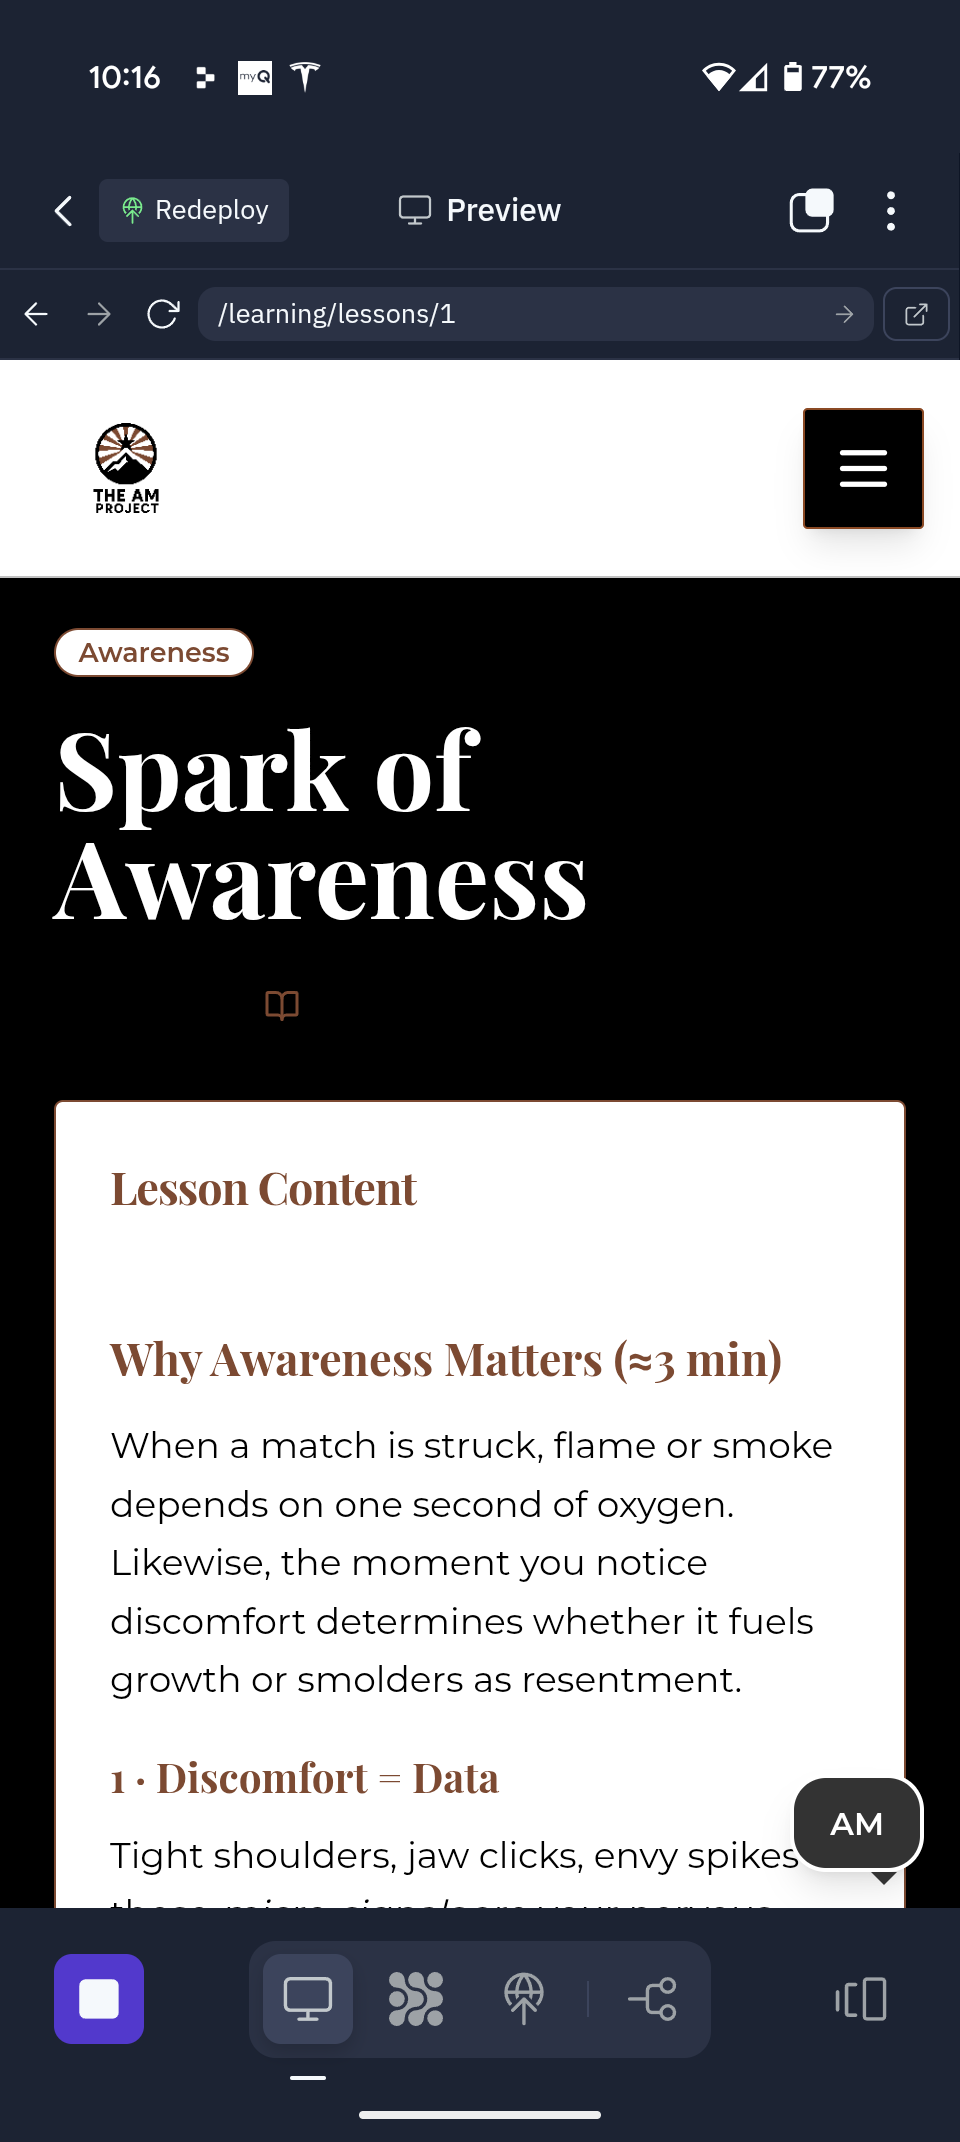 10:16
myQ
77%
Redeploy
Preview
/learning/lessons/1
THE AM
PROJECT
Awareness
Spark of
Awareness
Lesson Content
Why Awareness Matters (≈3 min)
When a match is struck, flame or smoke
depends on one second of oxygen.
Likewise, the moment you notice
discomfort determines whether it fuels
growth or smolders as resentment.
1 · Discomfort = Data
Tight shoulders, jaw clicks, envy spikes
AM